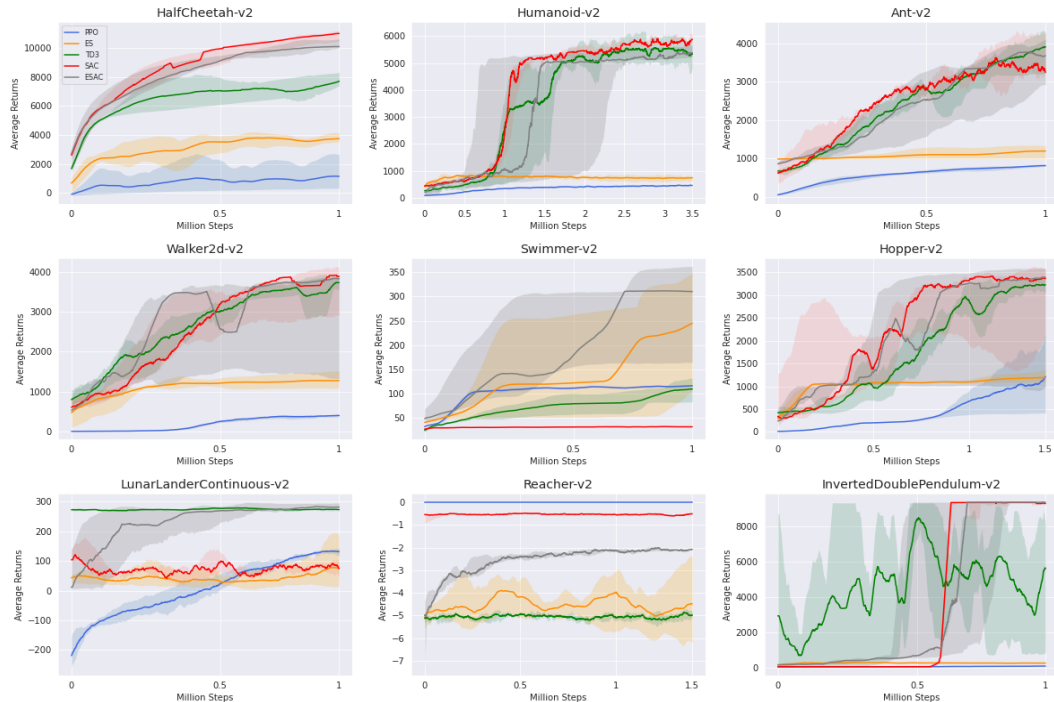 HalfCheetah-v2
Average Returns
10000
8000
6000
4000
2000
0
PPO
ES
TD3
SAC
ESAC
0 0.5 1
Million Steps
Humanoid-v2
Average Returns
6000
5000
4000
3000
2000
1000
0
0 0.5 1 1.5 2 2.5 3 3.5
Million Steps
Ant-v2
Average Returns
4000
3000
2000
1000
0
0 0.5 1
Million Steps
Walker2d-v2
Average Returns
4000
3000
2000
1000
0
0 0.5 1
Million Steps
Swimmer-v2
Average Returns
350
300
250
200
150
100
50
0 0.5 1
Million Steps
Hopper-v2
Average Returns
3500
3000
2500
2000
1500
1000
500
0
0 0.5 1 1.5
Million Steps
LunarLanderContinuous-v2
Average Returns
300
200
100
0
−100
−200
0 0.5 1
Million Steps
Reacher-v2
Average Returns
0
−1
−2
−3
−4
−5
−6
−7
0 0.5 1 1.5
Million Steps
InvertedDoublePendulum-v2
Average Returns
8000
6000
4000
2000
0
0 0.5 1
Million Steps